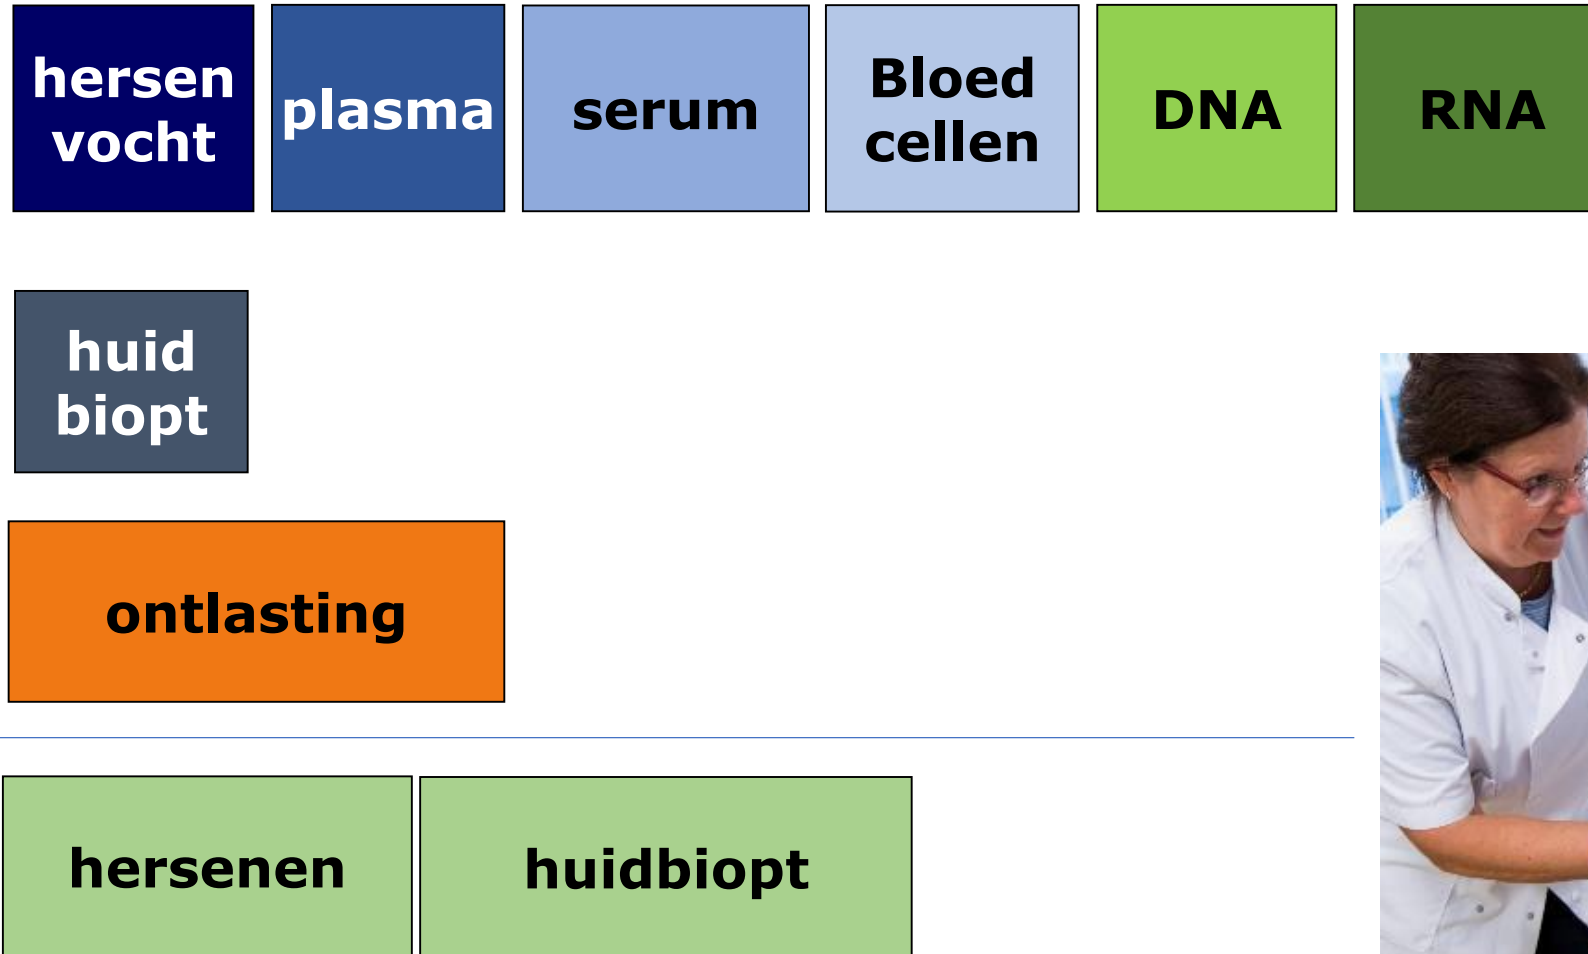 hersen
vocht
plasma
serum
Bloed
cellen
DNA
RNA
huid
biopt
ontlasting
hersenen
huidbiopt